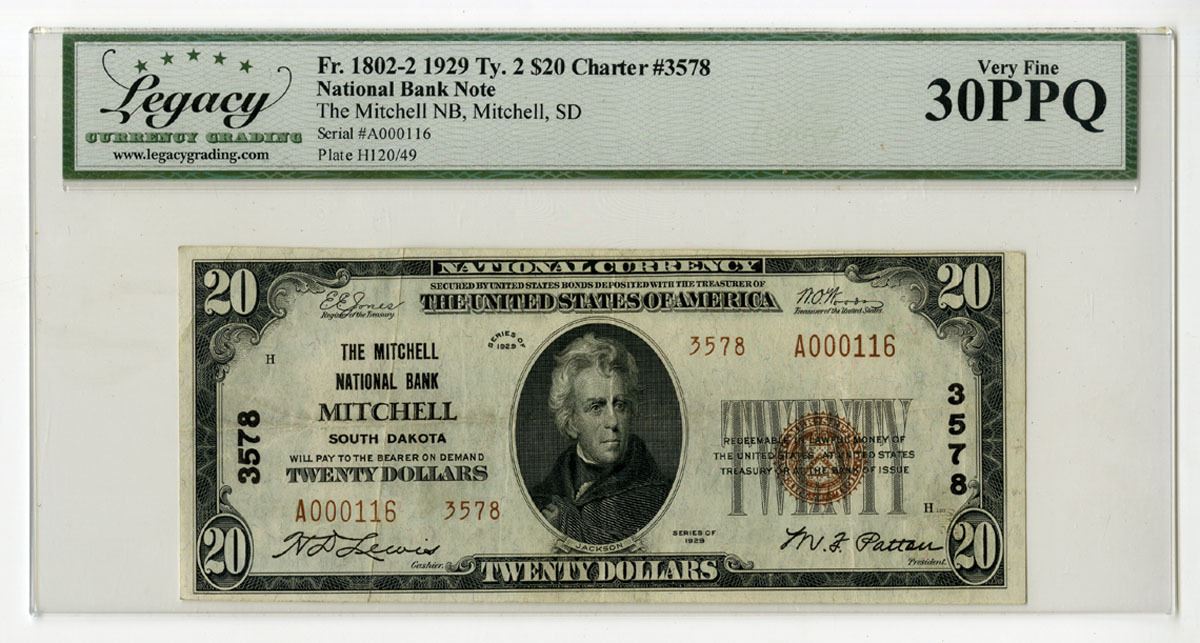 Legacy
CURRENCY GRADING
www.legacygrading.com
Fr. 1802-2 1929 Ty. 2 $20 Charter #3578
National Bank Note
The Mitchell NB, Mitchell, SD
Serial #A000116
Plate H120/49
Very Fine
30PPQ
NATIONAL CURRENCY
SECURED BY UNITED STATES BONDS DEPOSITED WITH THE TREASURER OF
THE UNITED STATES OF AMERICA
20
20
E.E. Jones
Register of the Treasury.
W.O. Woods
Treasurer of the United States.
SERIES OF
1929
3578 A000116
H
THE MITCHELL
NATIONAL BANK
MITCHELL
SOUTH DAKOTA
WILL PAY TO THE BEARER ON DEMAND
TWENTY DOLLARS
3578
A000116 3578
TWENTY
REDEEMABLE IN LAWFUL MONEY OF
THE UNITED STATES AT UNITED STATES
TREASURY OR AT THE BANK OF ISSUE
3578
H
JACKSON
SERIES OF
1929
H D Lewis
Cashier.
M. F. Patton
President.
20
TWENTY DOLLARS
20